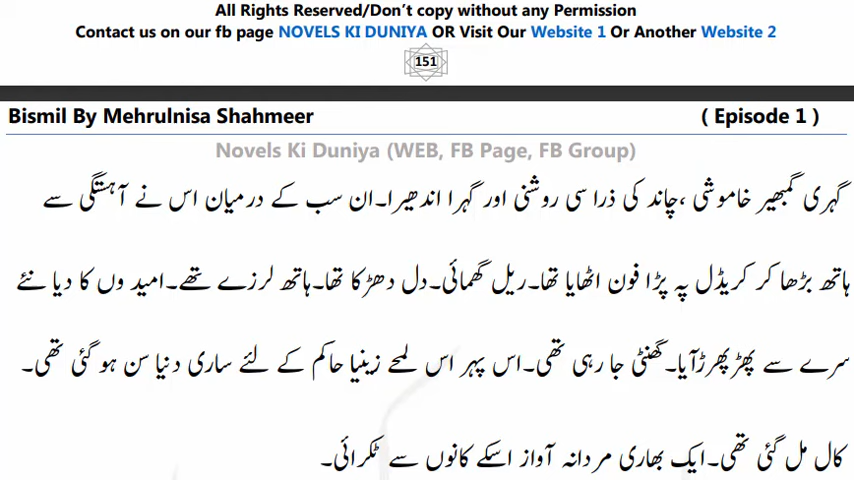 All Rights Reserved/Don't copy without any Permission
Contact us on our fb page NOVELS KI DUNIYA OR Visit Our Website 1 Or Another Website 2
151
Bismil By Mehrulnisa Shahmeer ( Episode 1 )
Novels Ki Duniya (WEB, FB Page, FB Group)
گہری گمبھیر خاموشی ،چاند کی ذرا سی روشنی اور گہرا اندھیرا۔ان سب کے درمیان اس نے آہستگی سے
ہاتھ بڑھا کر کریڈل پہ پڑا فون اٹھایا تھا۔ریل گھمائی۔دل دھڑکا تھا۔ہاتھ لرزے تھے۔امید وں کا دیا نئے
سرے سے پھڑپھرڑآیا۔گھنٹی جا رہی تھی۔اس پہر اس لمحے زینیا حاکم کے لئے ساری دنیا سن ہو گئی تھی۔
کال مل گئی تھی۔ایک بھاری مردانہ آواز اسکے کانوں سے ٹکرائی۔